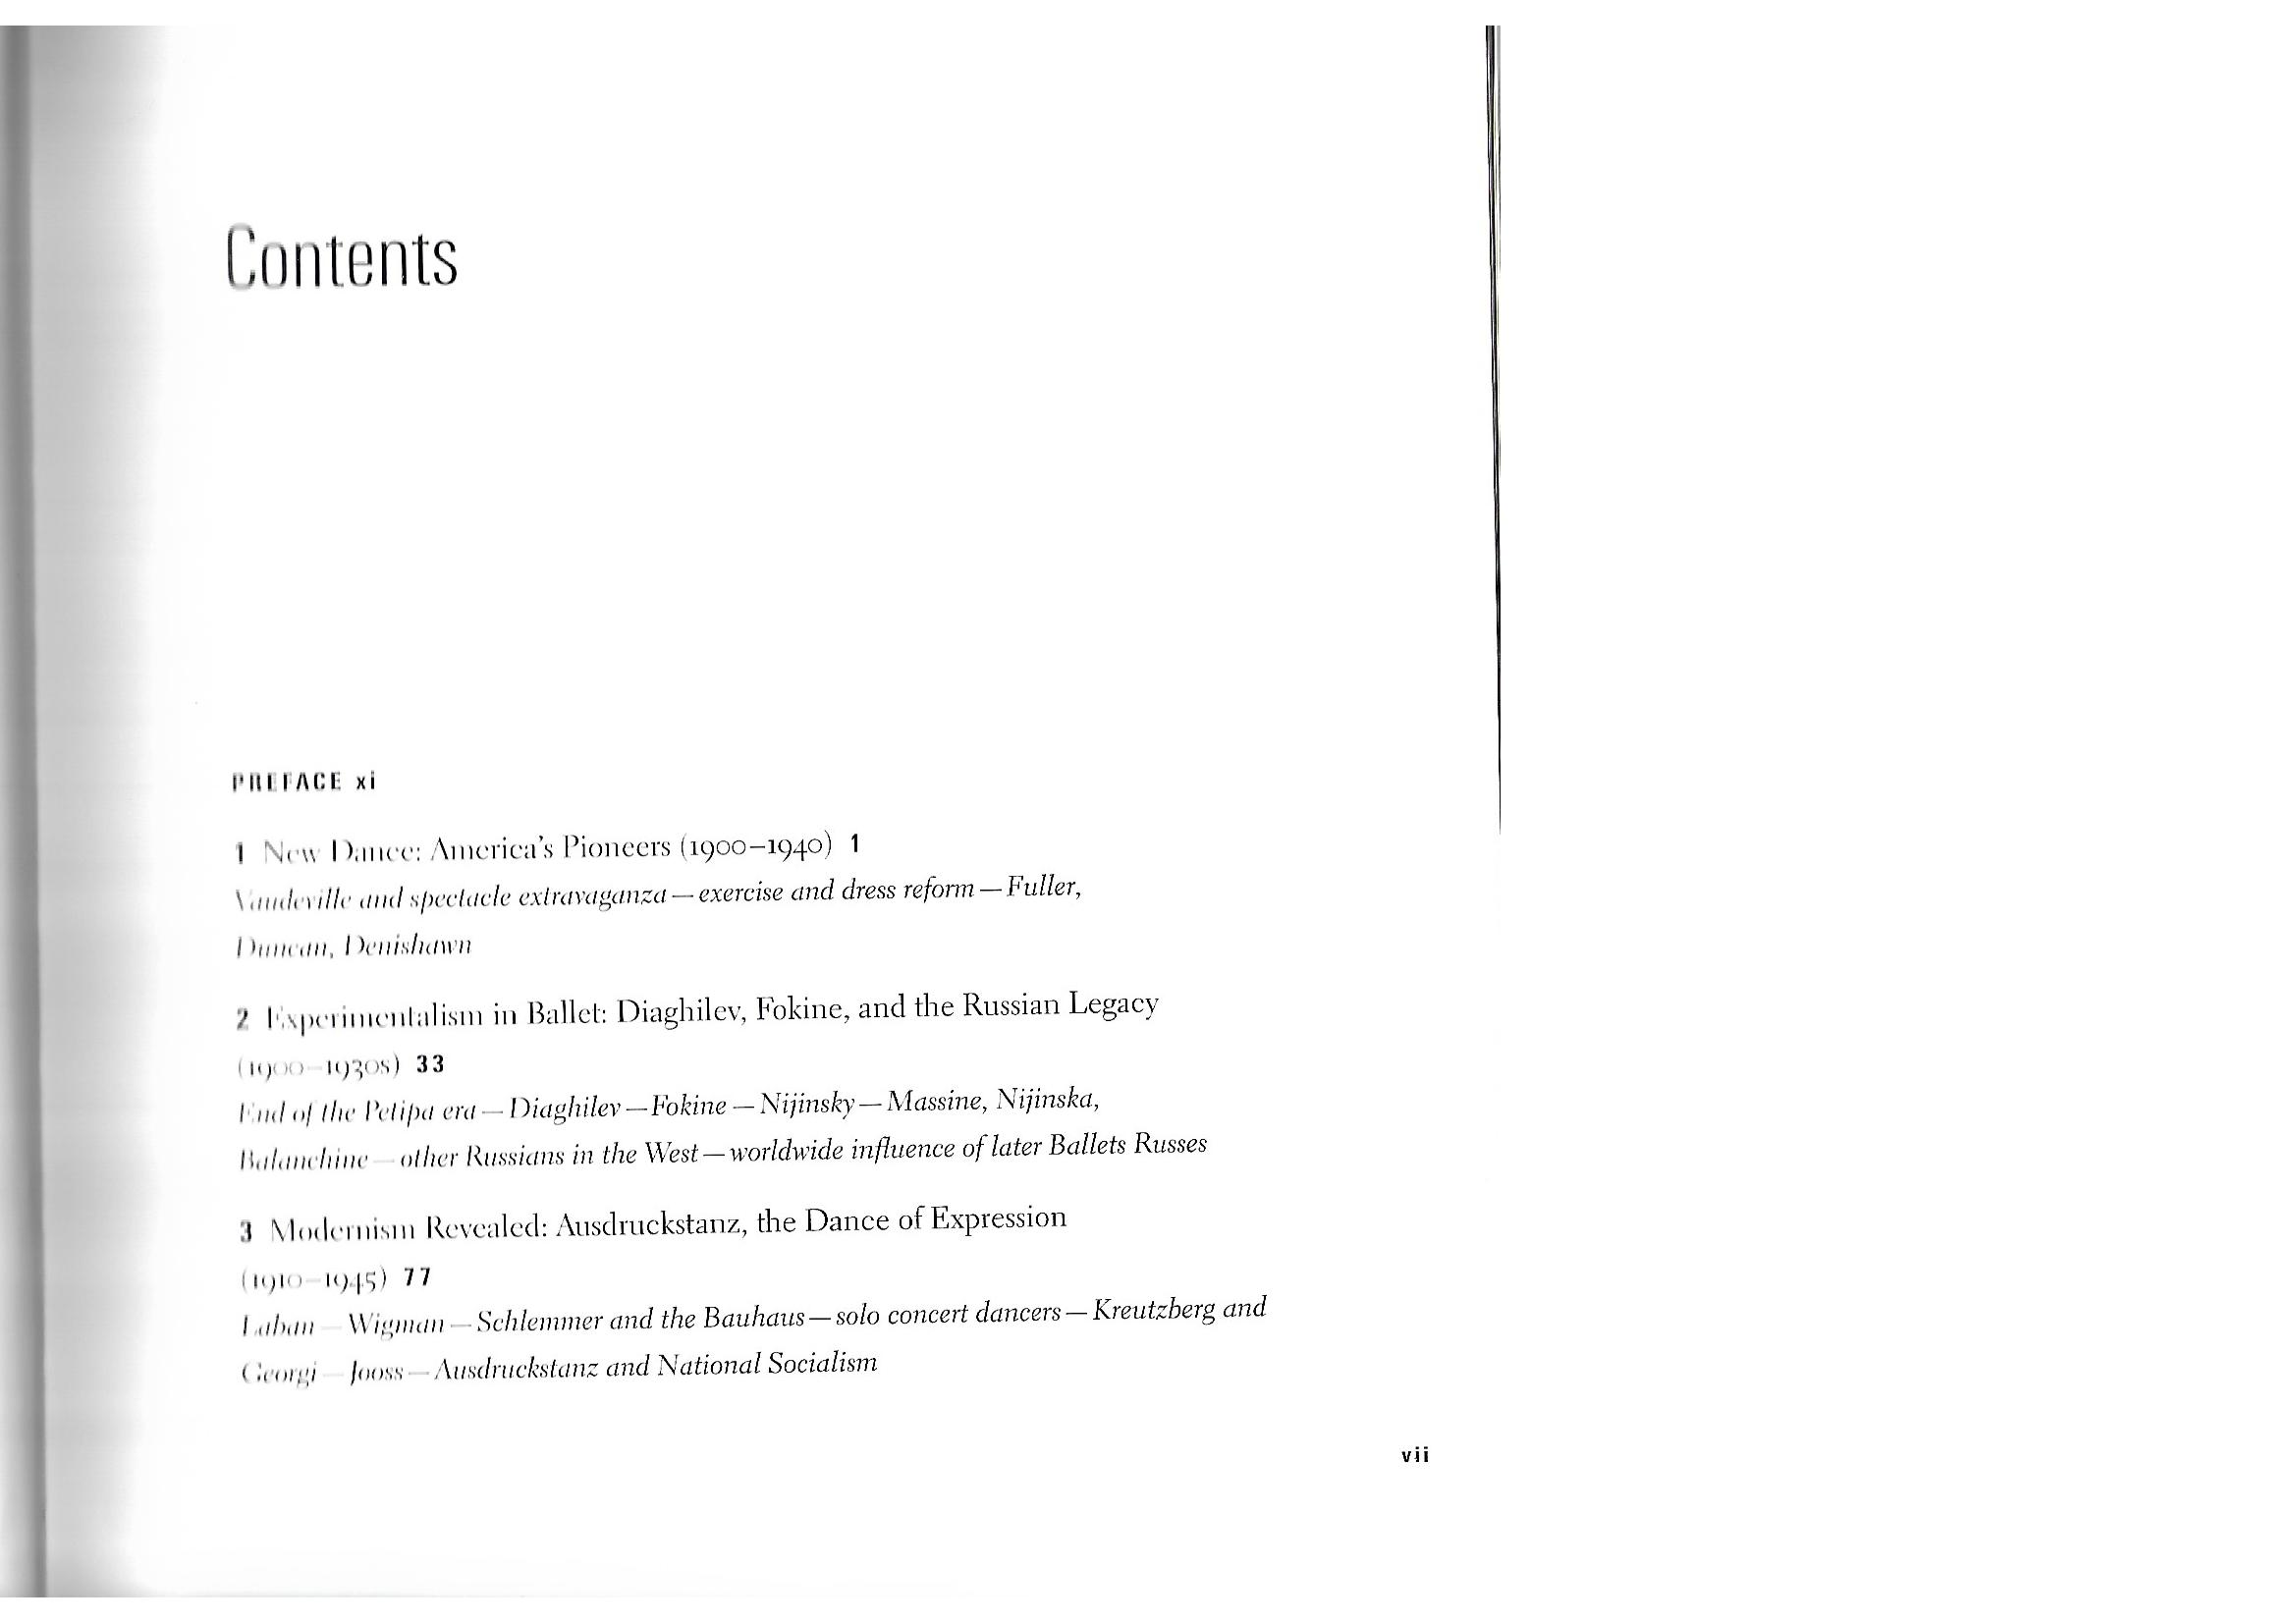 Contents
PREFACE xi
1 New Dance: America's Pioneers (1900–1940) 1
Vaudeville and spectacle extravaganza—exercise and dress reform—Fuller,
Duncan, Denishawn
2 Experimentalism in Ballet: Diaghilev, Fokine, and the Russian Legacy
(1900–1930s) 33
End of the Petipa era—Diaghilev—Fokine—Nijinsky—Massine, Nijinska,
Balanchine—other Russians in the West—worldwide influence of later Ballets Russes
3 Modernism Revealed: Ausdruckstanz, the Dance of Expression
(1910–1945) 77
Laban—Wigman—Schlemmer and the Bauhaus—solo concert dancers—Kreutzberg and
Georgi—Jooss—Ausdruckstanz and National Socialism
vii